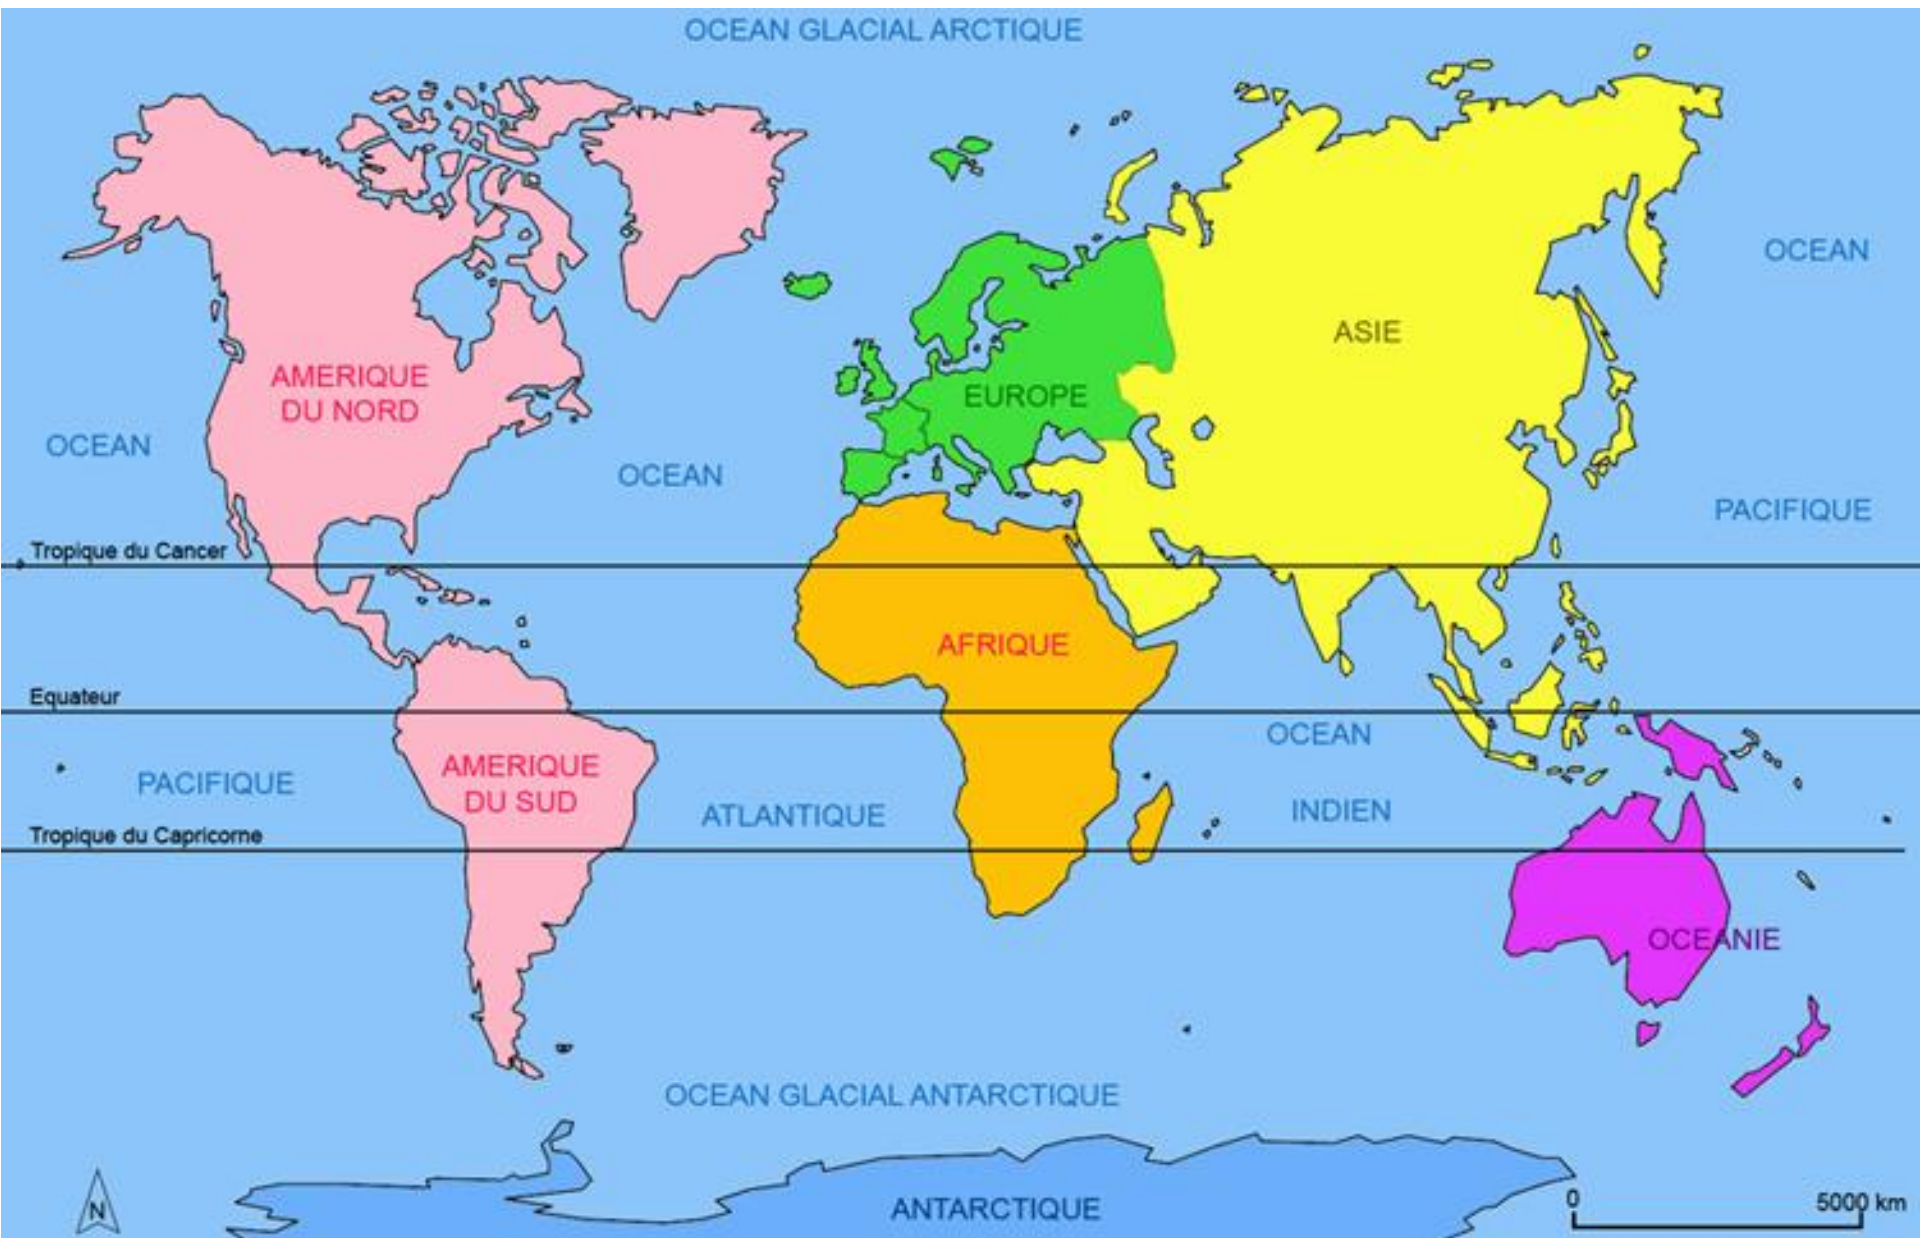 OCEAN GLACIAL ARCTIQUE
OCEAN
ASIE
AMERIQUE
DU NORD
EUROPE
OCEAN
OCEAN
PACIFIQUE
Tropique du Cancer
AFRIQUE
Equateur
OCEAN
AMERIQUE
DU SUD
PACIFIQUE
ATLANTIQUE
INDIEN
Tropique du Capricorne
OCEANIE
OCEAN GLACIAL ANTARCTIQUE
ANTARCTIQUE
N
0 5000 km